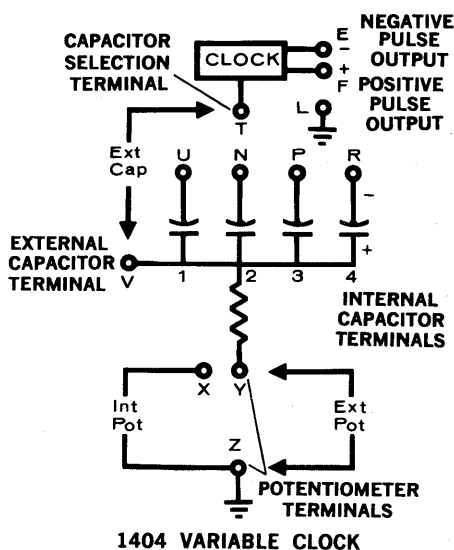 NEGATIVE
PULSE
OUTPUT
E
-
CAPACITOR
SELECTION
TERMINAL
CLOCK
+
F
POSITIVE
PULSE
OUTPUT
T
L
Ext
Cap
U
N
P
R
-
+
EXTERNAL
CAPACITOR
TERMINAL
V
1
2
3
4
INTERNAL
CAPACITOR
TERMINALS
X
Y
Int
Pot
Ext
Pot
Z
POTENTIOMETER
TERMINALS
1404 VARIABLE CLOCK